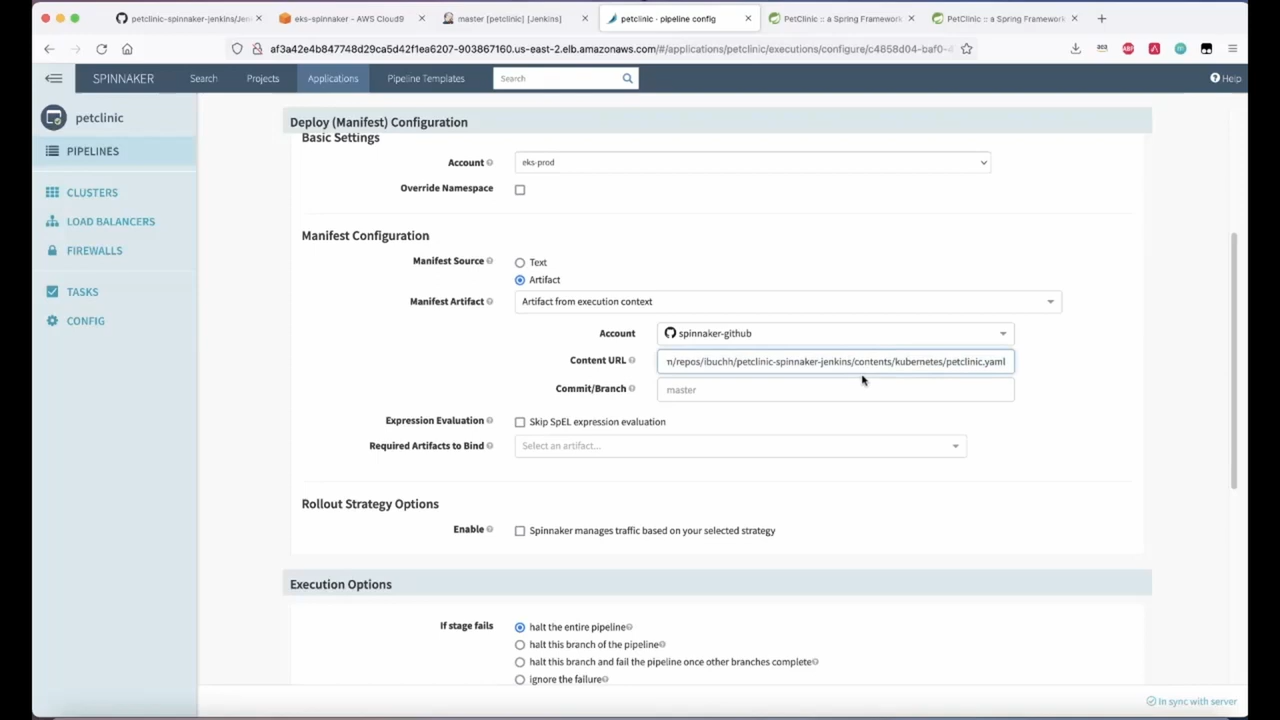 petclinic-spinnaker-jenkins/Jen
eks-spinnaker - AWS Cloud9
master [petclinic] [Jenkins]
petclinic · pipeline config
PetClinic :: a Spring Framework
PetClinic :: a Spring Framework
af3a42e4b847748d29ca5d42f1ea6207-903867160.us-east-2.elb.amazonaws.com/#/applications/petclinic/executions/configure/c4858d04-baf0-4
SPINNAKER
Search
Projects
Applications
Pipeline Templates
Search
Help
petclinic
PIPELINES
CLUSTERS
LOAD BALANCERS
FIREWALLS
TASKS
CONFIG
Deploy (Manifest) Configuration
Basic Settings
Account
eks-prod
Override Namespace
Manifest Configuration
Manifest Source
Text
Artifact
Manifest Artifact
Artifact from execution context
Account
spinnaker-github
Content URL
/repos/ibuchh/petclinic-spinnaker-jenkins/contents/kubernetes/petclinic.yaml
Commit/Branch
master
Expression Evaluation
Skip SpEL expression evaluation
Required Artifacts to Bind
Select an artifact...
Rollout Strategy Options
Enable
Spinnaker manages traffic based on your selected strategy
Execution Options
If stage fails
halt the entire pipeline
halt this branch of the pipeline
halt this branch and fail the pipeline once other branches complete
ignore the failure
In sync with server